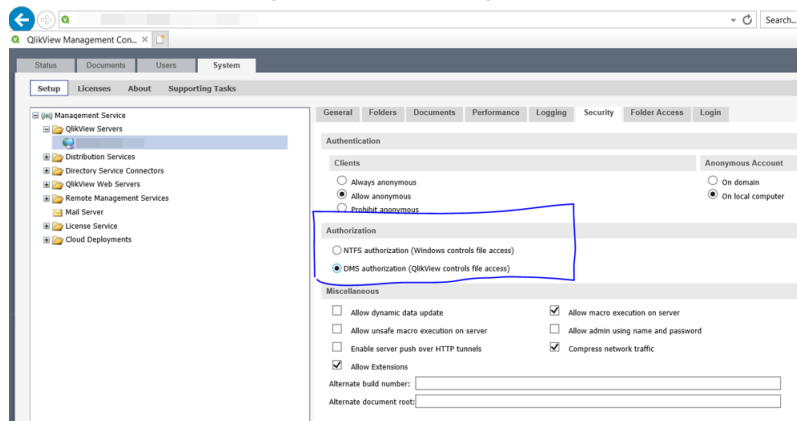 Search...
QlikView Management Con...
Status Documents Users System
Setup Licenses About Supporting Tasks
Management Service
QlikView Servers
Distribution Services
Directory Service Connectors
QlikView Web Servers
Remote Management Services
Mail Server
License Service
Cloud Deployments
General Folders Documents Performance Logging Security Folder Access Login
Authentication
Clients
Always anonymous
Allow anonymous
Prohibit anonymous
Anonymous Account
On domain
On local computer
Authorization
NTFS authorization (Windows controls file access)
DMS authorization (QlikView controls file access)
Miscellaneous
Allow dynamic data update
Allow macro execution on server
Allow unsafe macro execution on server
Allow admin using name and password
Enable server push over HTTP tunnels
Compress network traffic
Allow Extensions
Alternate build number:
Alternate document root: